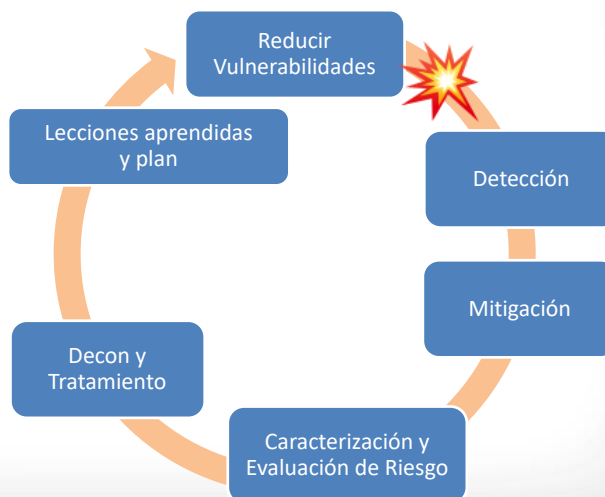 Reducir
Vulnerabilidades
Detección
Mitigación
Caracterización y
Evaluación de Riesgo
Decon y
Tratamiento
Lecciones aprendidas
y plan